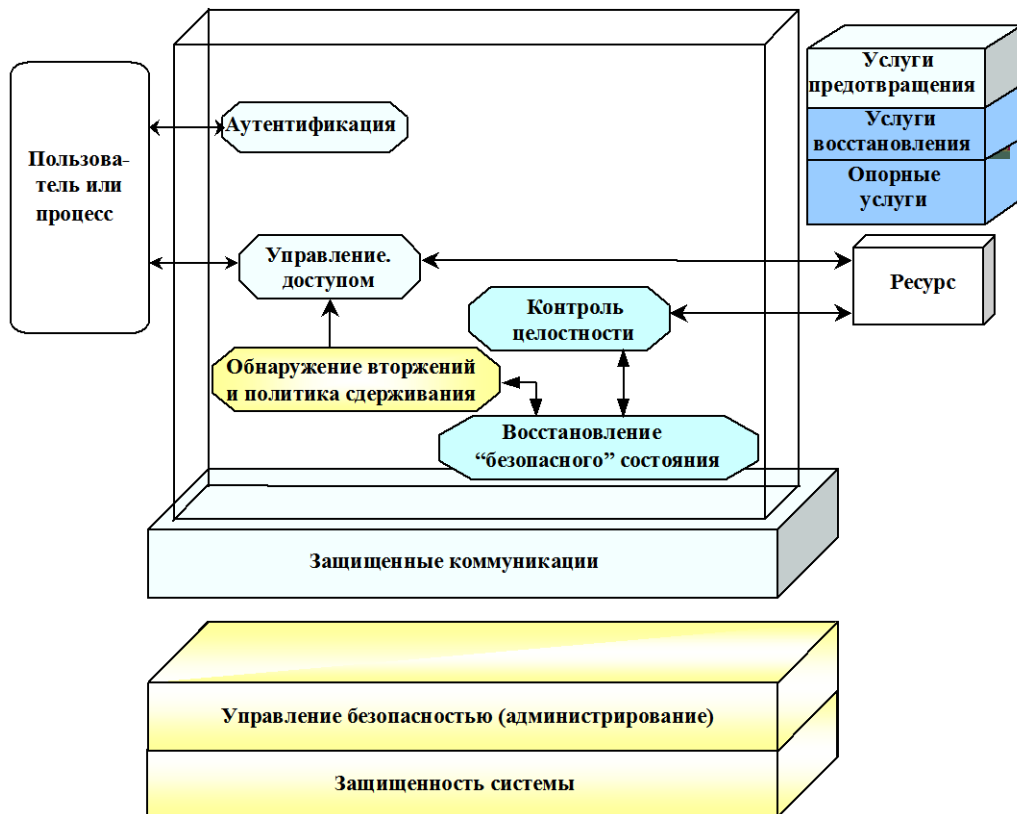 Услуги
предотвращения
Услуги
восстановления
Опорные
услуги
Аутентификация
Пользова-
тель или
процесс
Управление.
доступом
Ресурс
Контроль
целостности
Обнаружение вторжений
и политика сдерживания
Восстановление
“безопасного” состояния
Защищенные коммуникации
Управление безопасностью (администрирование)
Защищенность системы